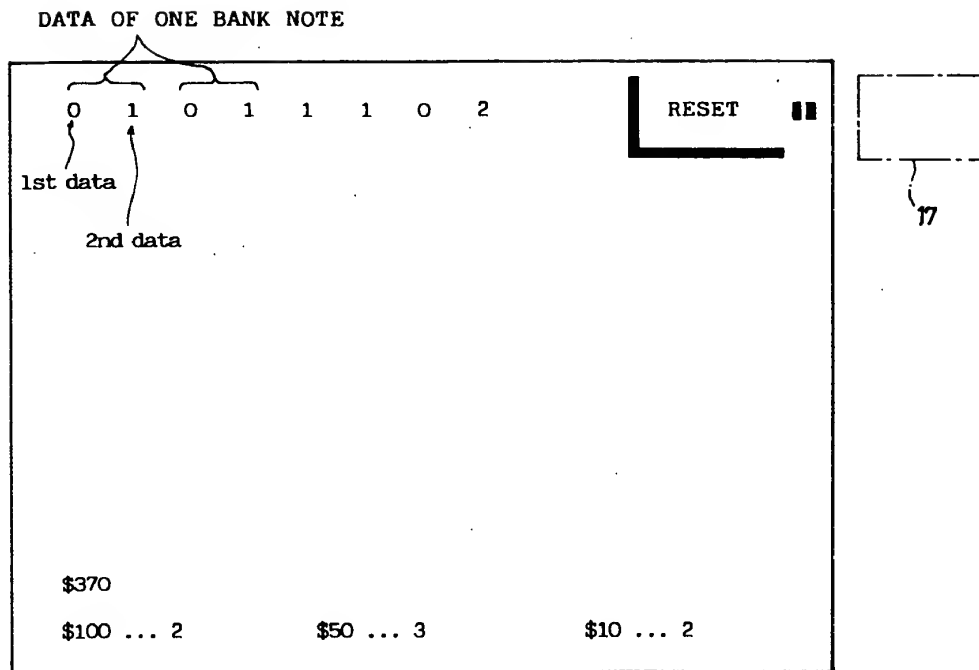 DATA OF ONE BANK NOTE
0 1 0 1 1 1 0 2 RESET
1st data
17
2nd data
$370
$100 ... 2 $50 ... 3 $10 ... 2